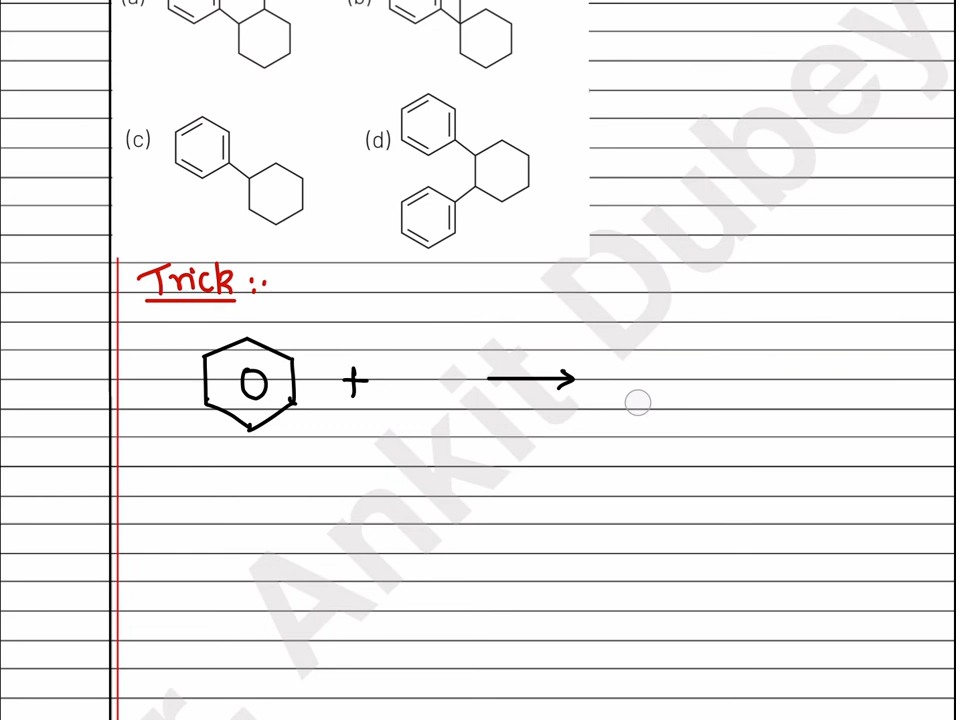 (a) (b)
(c) (d)
Trick :-
+ →
r. Ankit Dubey